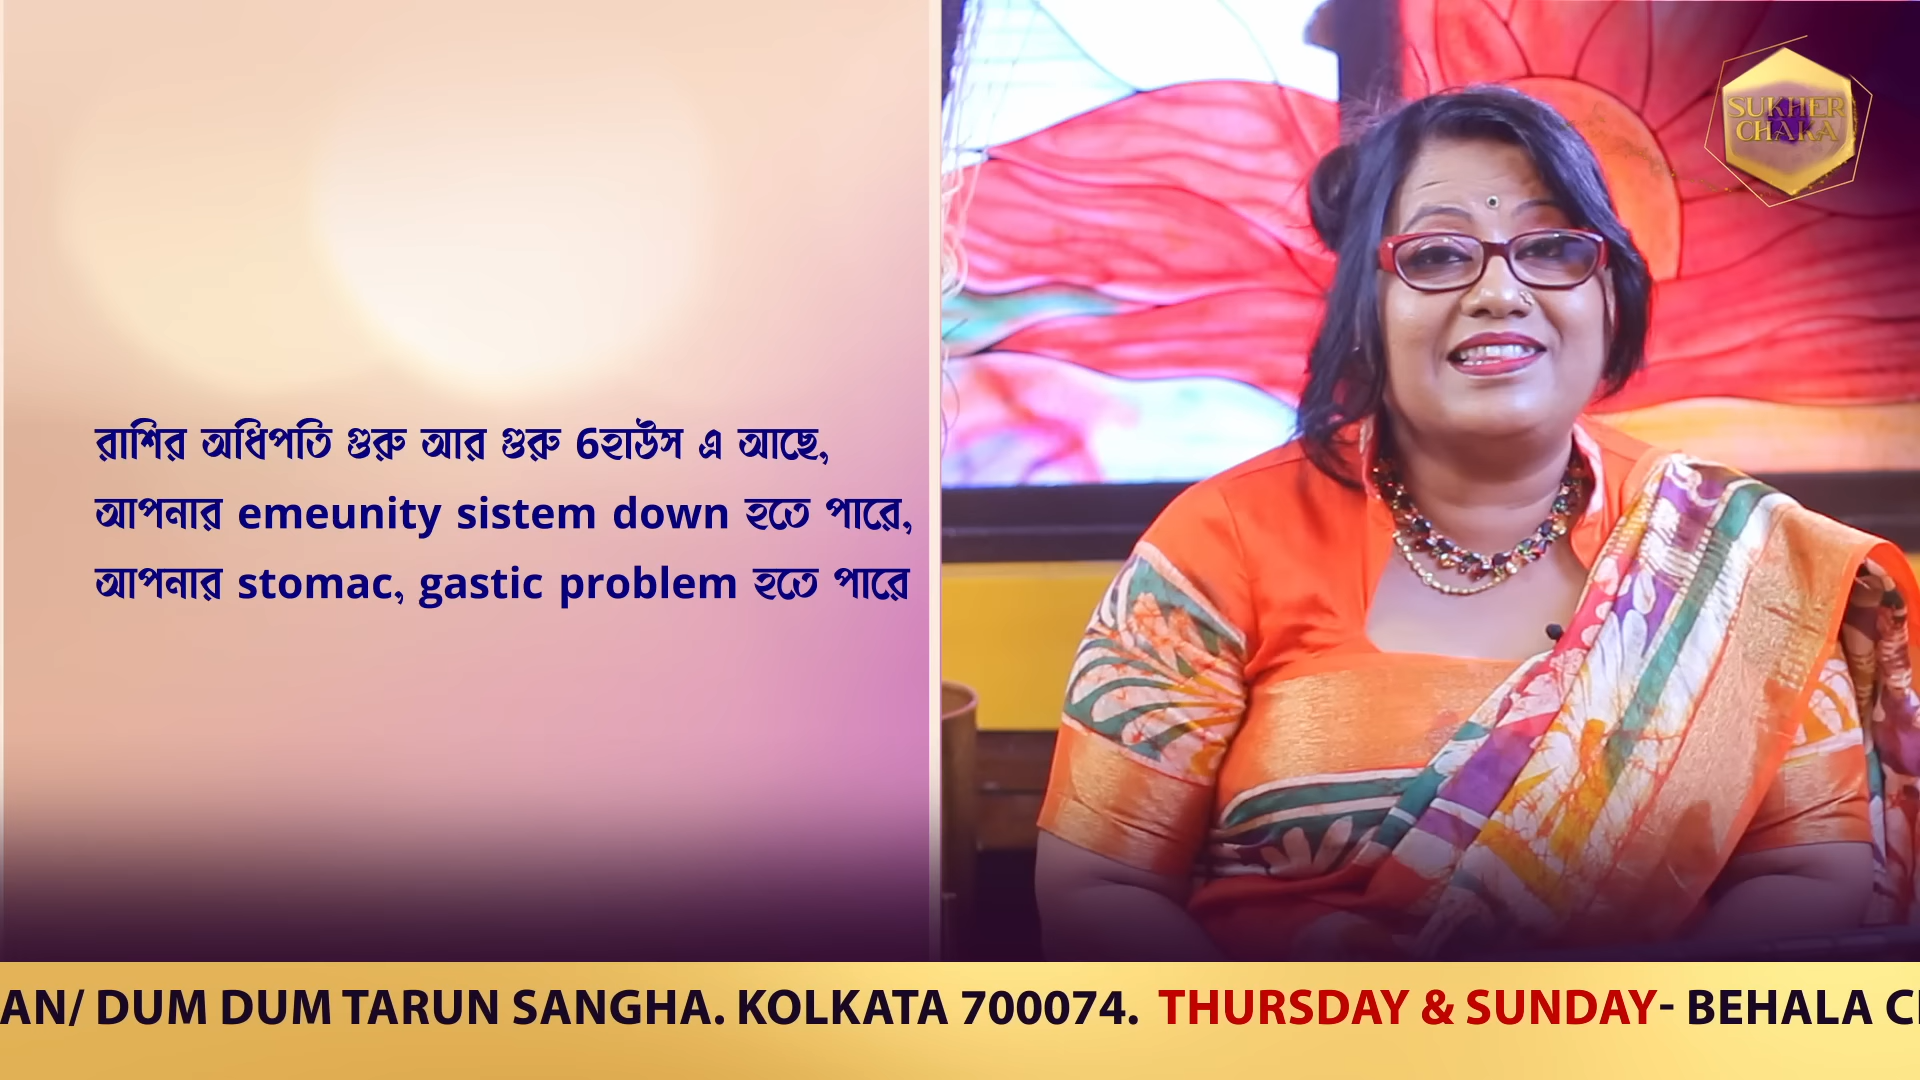 SUKHER
CHAKA
রাশির অধিপতি গুরু আর গুরু 6হাউস এ আছে,
আপনার emeunity sistem down হতে পারে,
আপনার stomac, gastic problem হতে পারে
AN/ DUM DUM TARUN SANGHA. KOLKATA 700074. THURSDAY & SUNDAY- BEHALA